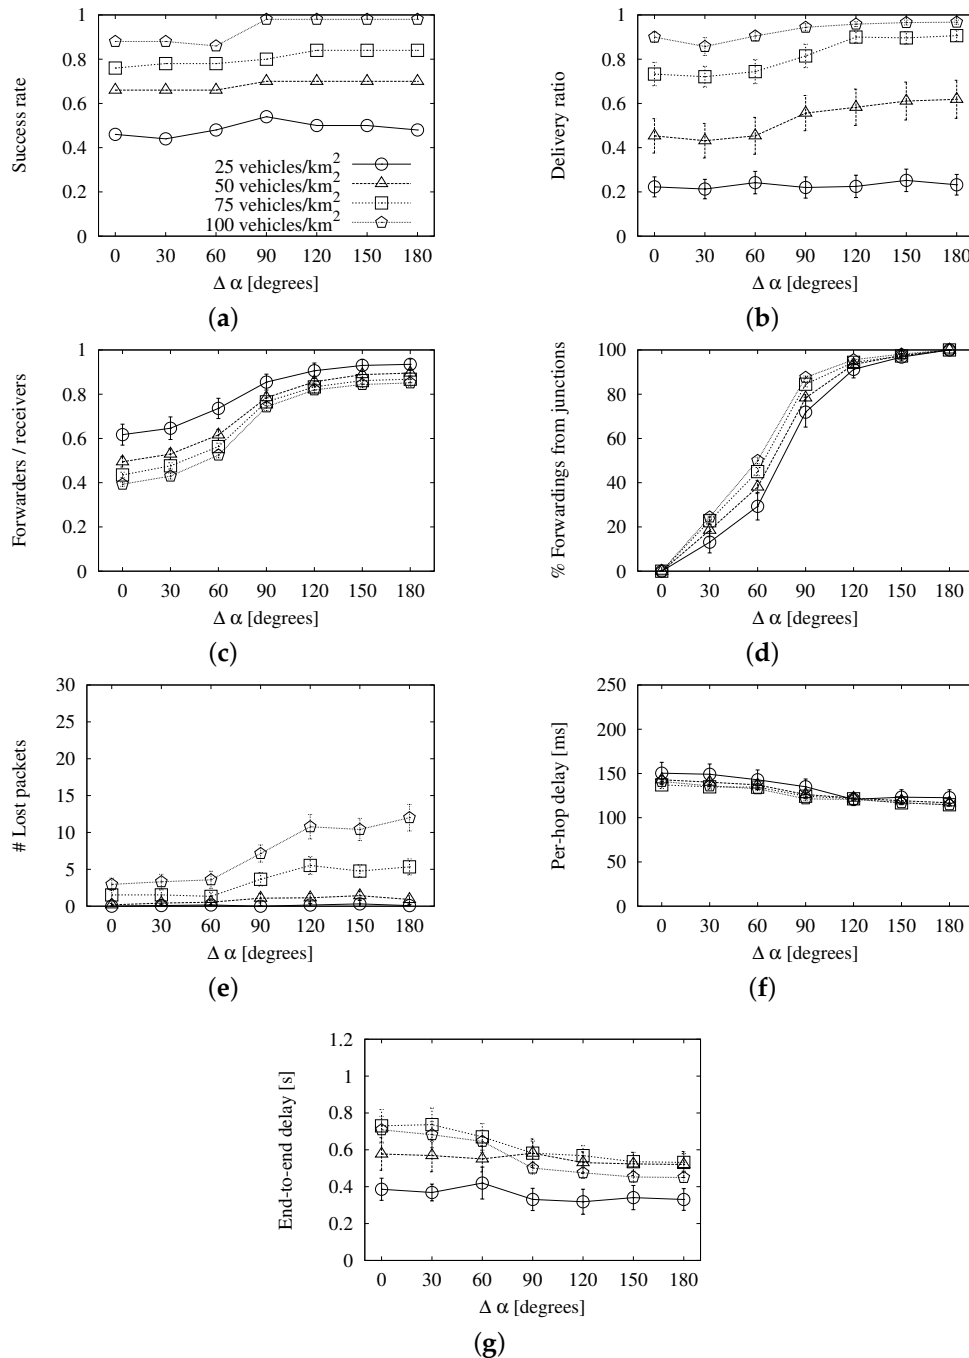 1
0.8
0.6
0.4
0.2
0
Success rate
25 vehicles/km2
50 vehicles/km2
75 vehicles/km2
100 vehicles/km2
0 30 60 90 120 150 180
Δ α [degrees]
(a)
1
0.8
0.6
0.4
0.2
0
Delivery ratio
0 30 60 90 120 150 180
Δ α [degrees]
(b)
1
0.8
0.6
0.4
0.2
0
Forwarders / receivers
0 30 60 90 120 150 180
Δ α [degrees]
(c)
100
80
60
40
20
0
% Forwardings from junctions
0 30 60 90 120 150 180
Δ α [degrees]
(d)
30
25
20
15
10
5
0
# Lost packets
0 30 60 90 120 150 180
Δ α [degrees]
(e)
250
200
150
100
50
0
Per-hop delay [ms]
0 30 60 90 120 150 180
Δ α [degrees]
(f)
1.2
1
0.8
0.6
0.4
0.2
0
End-to-end delay [s]
0 30 60 90 120 150 180
Δ α [degrees]
(g)